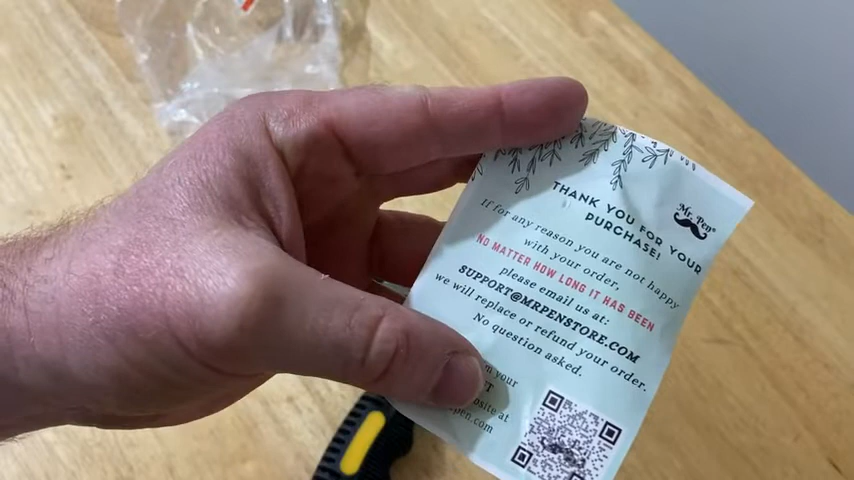 Mr. Pen®
THANK YOU FOR YOUR
PURCHASE!
If for any reason you are not happy
with your order,
NO MATTER HOW LONG IT HAS BEEN
please email us at:
SUPPORT@MRPENSTORE.COM
we will replace or refund your order,
No question asked.
your
at